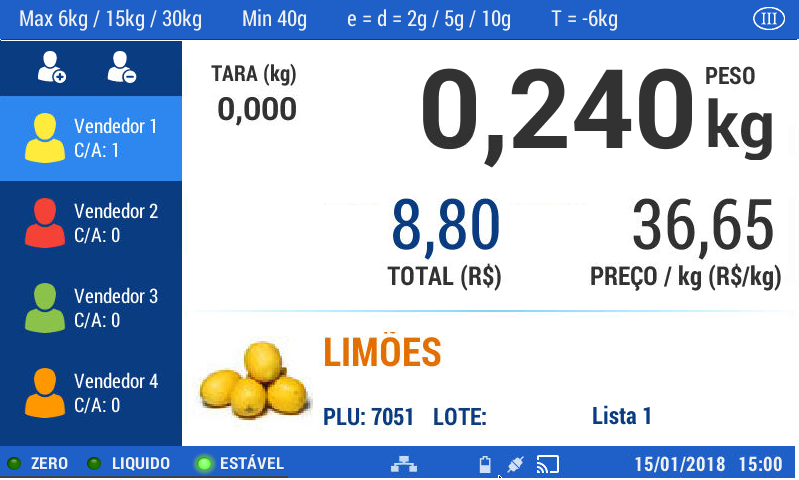 Max 6kg / 15kg / 30kg Min 40g e = d = 2g / 5g / 10g T = -6kg III
TARA (kg)
0,000
0,240
PESO
kg
Vendedor 1
C/A: 1
Vendedor 2
C/A: 0
Vendedor 3
C/A: 0
Vendedor 4
C/A: 0
8,80
TOTAL (R$)
36,65
PREÇO / kg (R$/kg)
LIMÕES
PLU: 7051 LOTE: Lista 1
ZERO LIQUIDO ESTÁVEL 15/01/2018 15:00